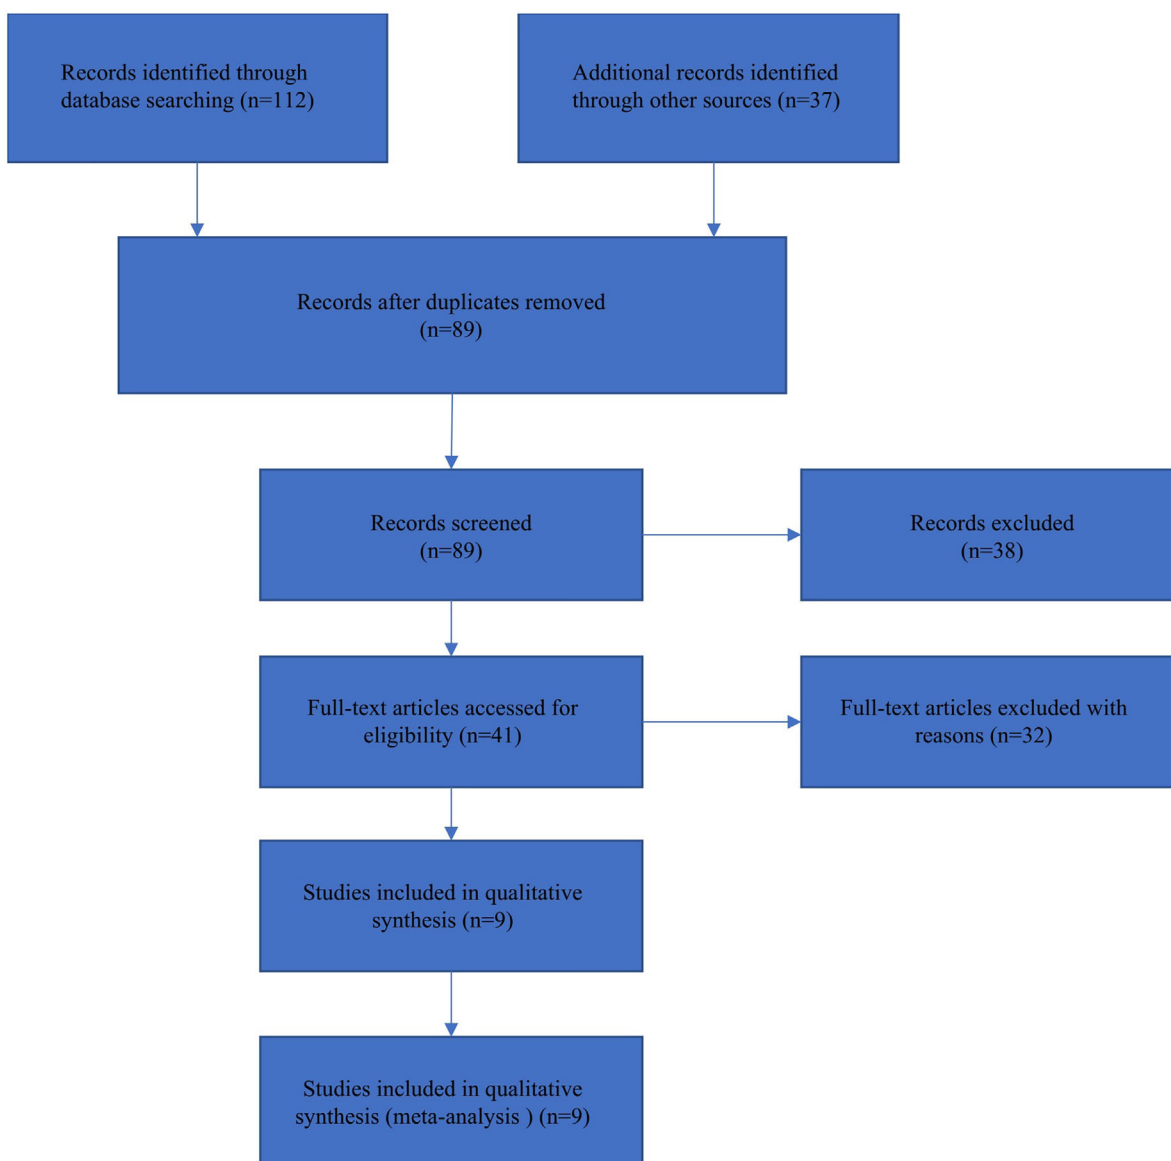 Records identified through
database searching (n=112)
Additional records identified
through other sources (n=37)
Records after duplicates removed
(n=89)
Records screened
(n=89)
Records excluded
(n=38)
Full-text articles accessed for
eligibility (n=41)
Full-text articles excluded with
reasons (n=32)
Studies included in qualitative
synthesis (n=9)
Studies included in qualitative
synthesis (meta-analysis ) (n=9)